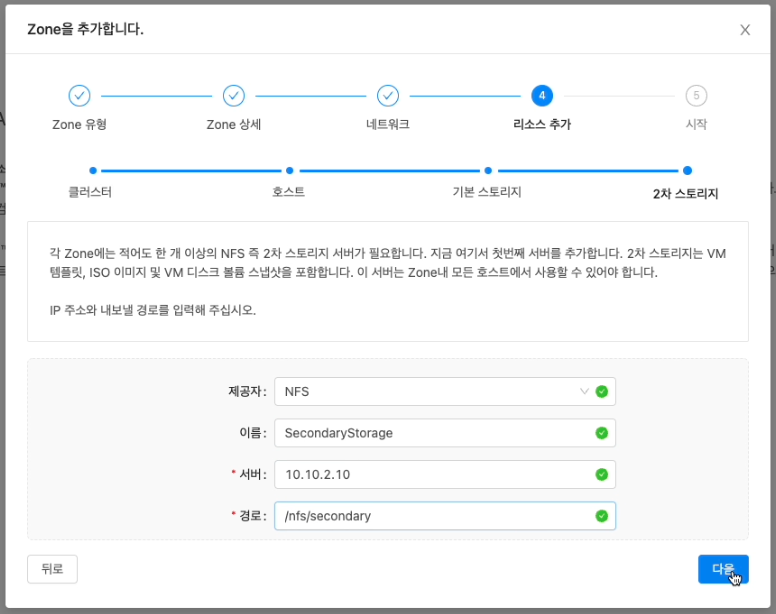 Zone을 추가합니다.
4
5
Zone 유형
Zone 상세
네트워크
리소스 추가
시작
클러스터
호스트
기본 스토리지
2차 스토리지
각 Zone에는 적어도 한 개 이상의 NFS 즉 2차 스토리지 서버가 필요합니다. 지금 여기서 첫번째 서버를 추가합니다. 2차 스토리지는 VM
템플릿, ISO 이미지 및 VM 디스크 볼륨 스냅샷을 포함합니다. 이 서버는 Zone내 모든 호스트에서 사용할 수 있어야 합니다.
IP 주소와 내보낼 경로를 입력해 주십시오.
제공자: NFS
이름: SecondaryStorage
* 서버: 10.10.2.10
* 경로: /nfs/secondary
뒤로
다음